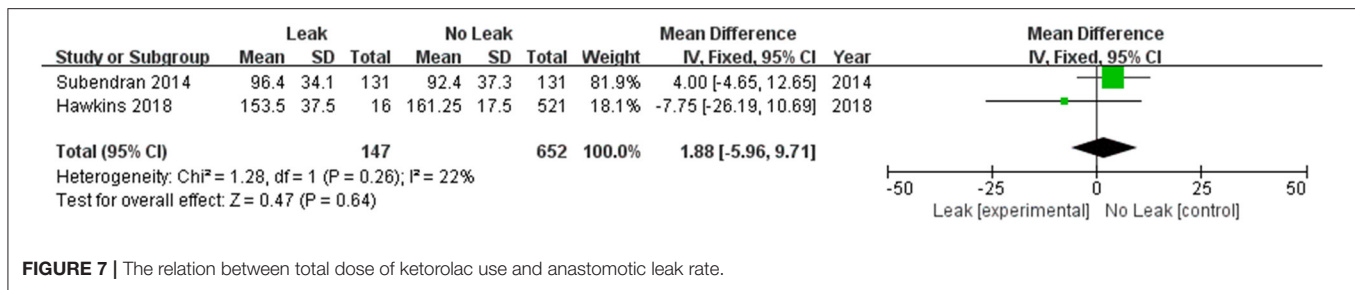 Leak No Leak Mean Difference Mean Difference
Study or Subgroup Mean SD Total Mean SD Total Weight IV, Fixed, 95% CI Year IV, Fixed, 95% CI
Subendran 2014 96.4 34.1 131 92.4 37.3 131 81.9% 4.00 [-4.65, 12.65] 2014
Hawkins 2018 153.5 37.5 16 161.25 17.5 521 18.1% -7.75 [-26.19, 10.69] 2018
Total (95% CI) 147 652 100.0% 1.88 [-5.96, 9.71]
Heterogeneity: Chi² = 1.28, df = 1 (P = 0.26); I² = 22%
Test for overall effect: Z = 0.47 (P = 0.64)
-50 -25 0 25 50
Leak [experimental] No Leak [control]
FIGURE 7 | The relation between total dose of ketorolac use and anastomotic leak rate.